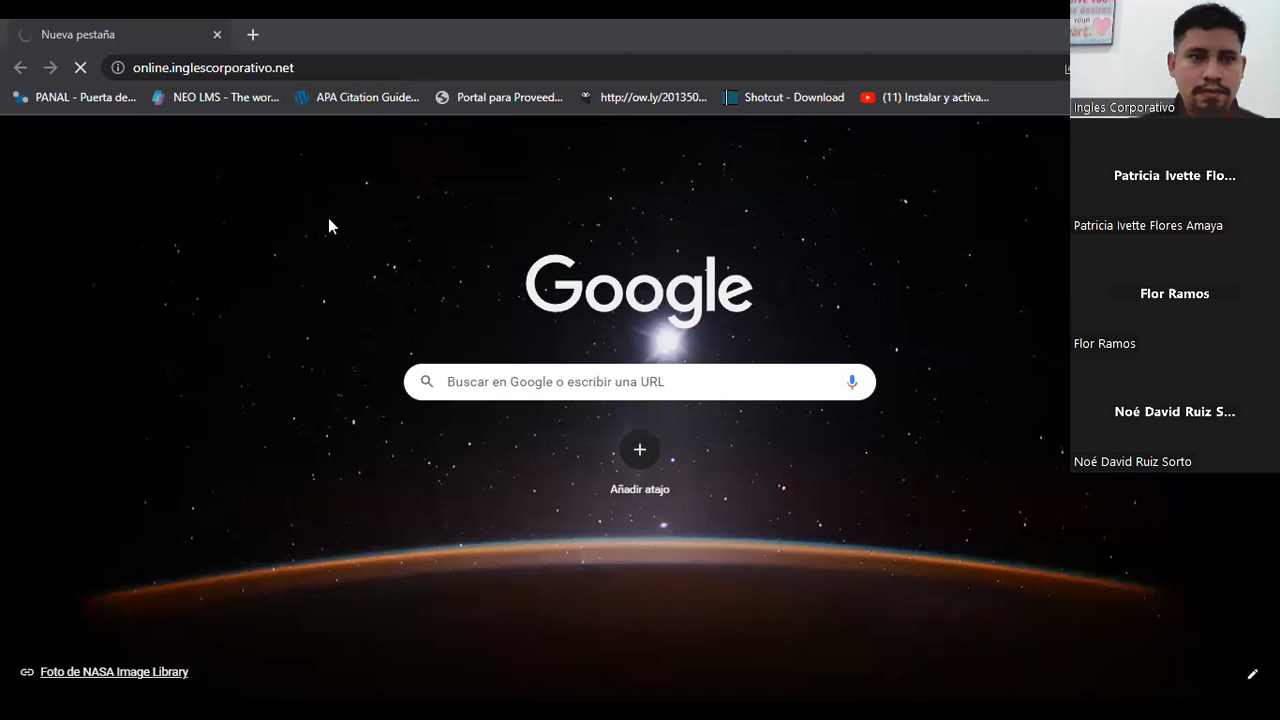 Nueva pestaña
online.inglescorporativo.net
PANAL - Puerta de...
NEO LMS - The wor...
APA Citation Guide...
Portal para Proveed...
http://ow.ly/201350...
Shotcut - Download
(11) Instalar y activa...
Ingles Corporativo
Patricia Ivette Flo...
Patricia Ivette Flores Amaya
Flor Ramos
Flor Ramos
Noé David Ruiz S...
Noé David Ruiz Sorto
Google
Buscar en Google o escribir una URL
Añadir atajo
Foto de NASA Image Library